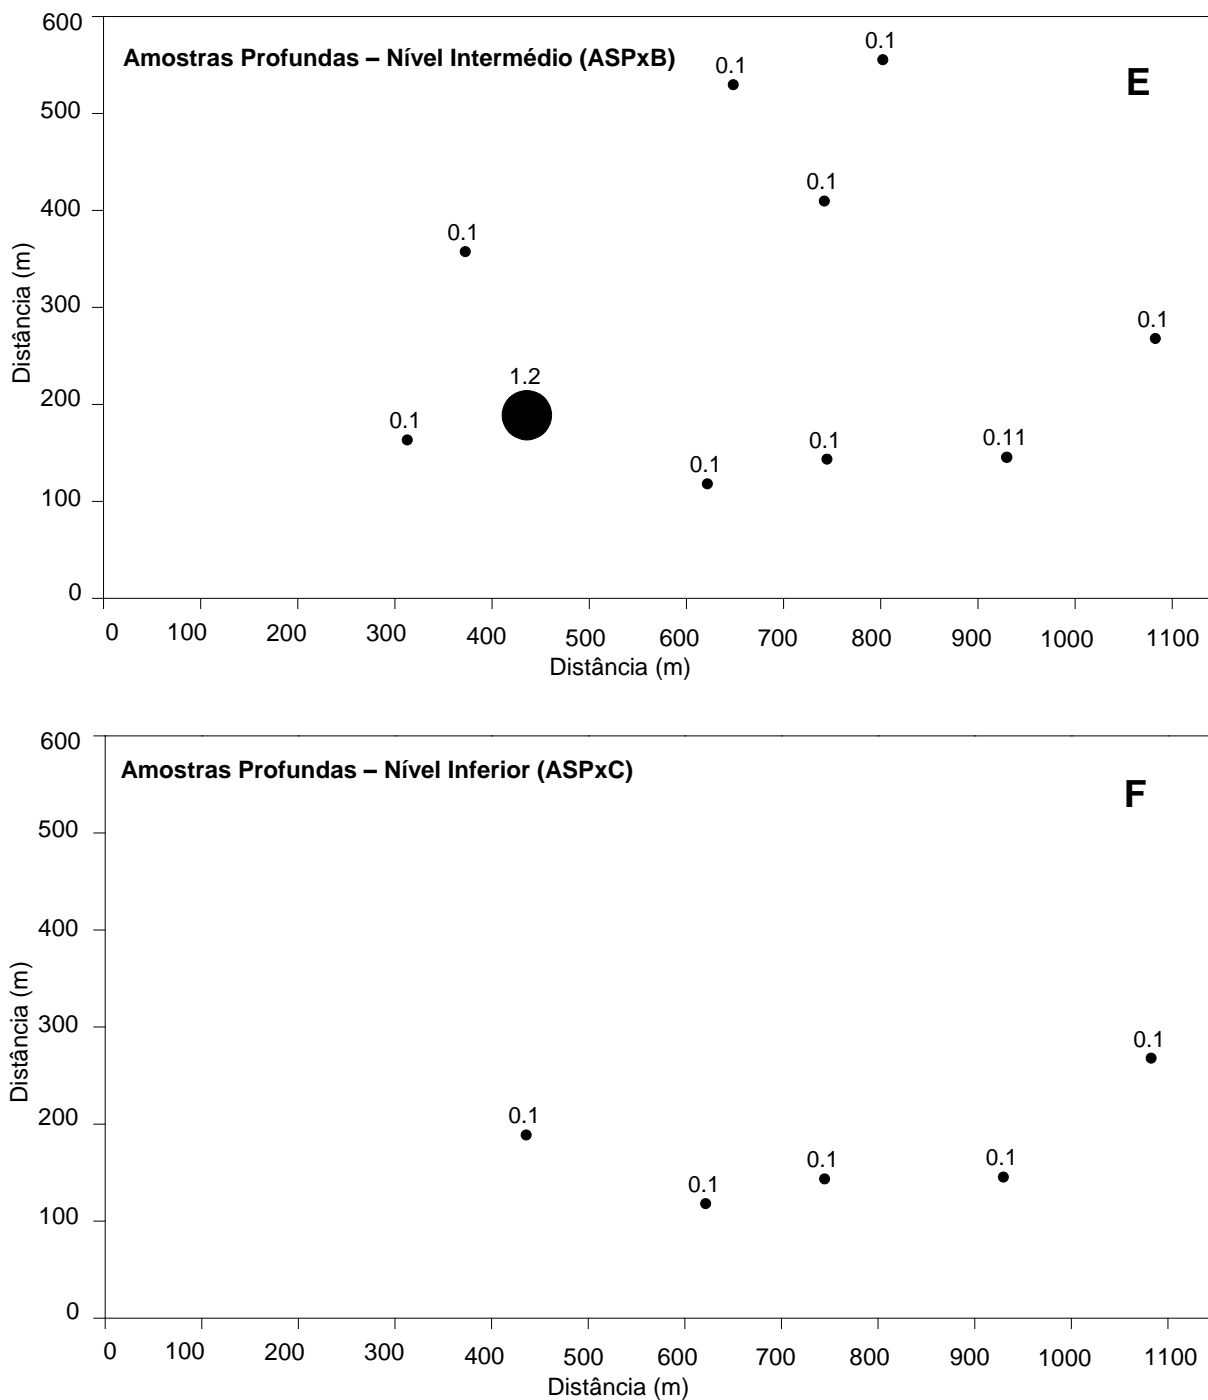 600
Amostras Profundas – Nível Intermédio (ASPxB)
0.1
0.1
E
500
0.1
400
0.1
Distância (m)
300
0.1
1.2
200
0.1
0.1
0.1
0.11
100
0
0 100 200 300 400 500 600 700 800 900 1000 1100
Distância (m)
600
Amostras Profundas – Nível Inferior (ASPxC)
F
500
400
Distância (m)
300
0.1
200
0.1
0.1
0.1
0.1
100
0
0 100 200 300 400 500 600 700 800 900 1000 1100
Distância (m)